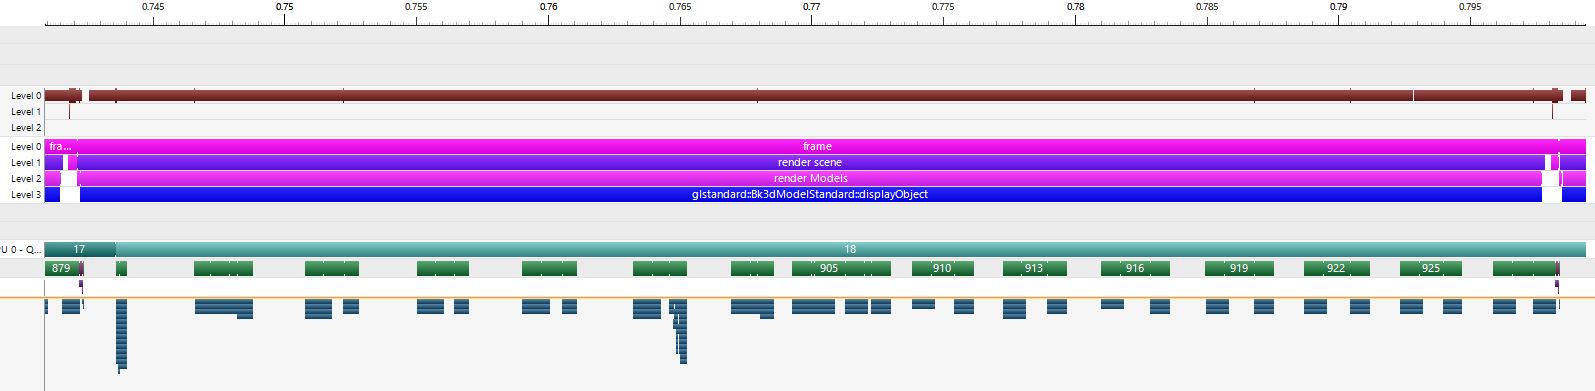 0.745 0.75 0.755 0.76 0.765 0.77 0.775 0.78 0.785 0.79 0.795
Level 0
Level 1
Level 2
Level 0 fra... frame
Level 1 render scene
Level 2 render Models
Level 3 glstandard::Bk3dModelStandard::displayObject
U 0 - Q... 17 18
879 905 910 913 916 919 922 925